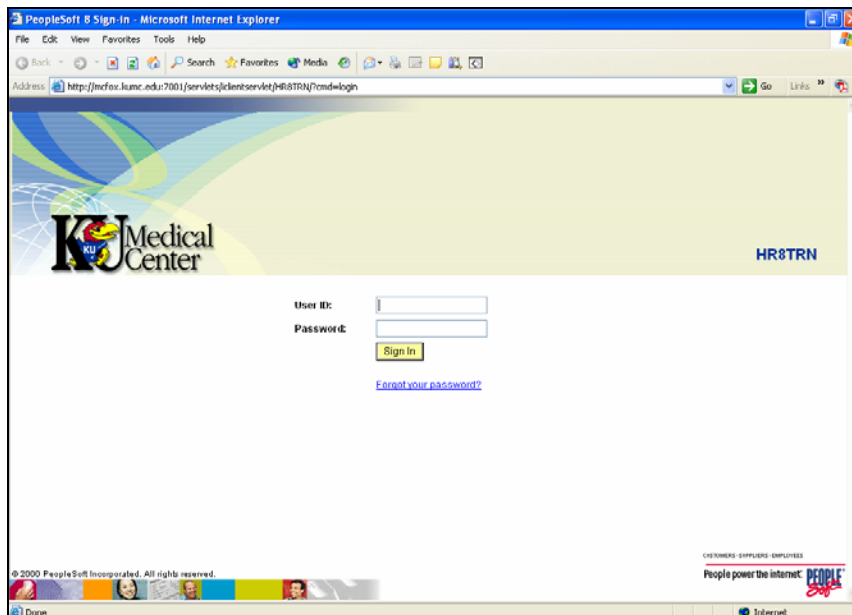 PeopleSoft 8 Sign-in - Microsoft Internet Explorer
File Edit View Favorites Tools Help
Back Search Favorites Media
Address http://mcfox.kumc.edu:7001/servlets/iclientservlet/HR8TRN/?cmd=login Go Links »
KU Medical
KU Center
HR8TRN
User ID:
Password:
Sign In
Forgot your password?
CUSTOMERS · SUPPLIERS · EMPLOYEES
© 2000 PeopleSoft Incorporated. All rights reserved.
People power the internet.
PEOPLE
Soft
Done Internet